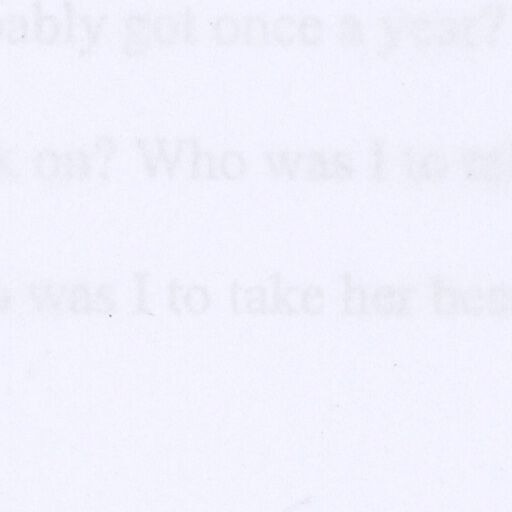 ably got once a year?
on? Who was I to
was I to take her